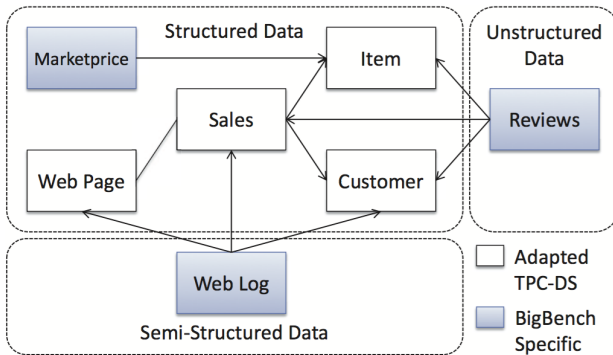 Structured Data
Unstructured
Data
Marketprice
Item
Sales
Reviews
Web Page
Customer
Web Log
Semi-Structured Data
Adapted
TPC-DS
BigBench
Specific